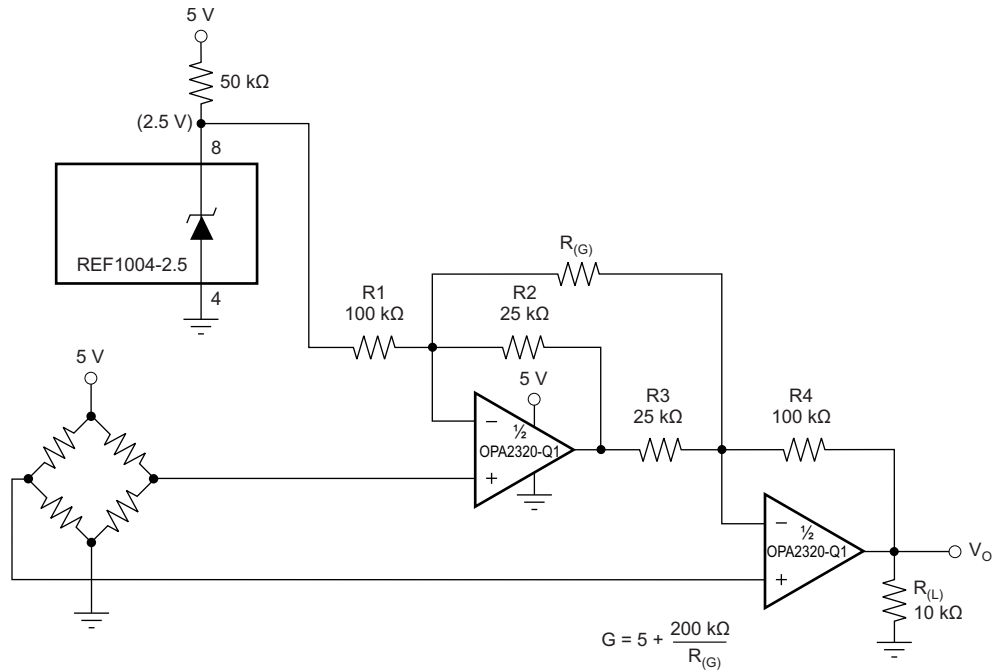 5 V
50 kΩ
(2.5 V)
8
REF1004-2.5
4
R(G)
R1
100 kΩ
R2
25 kΩ
5 V
5 V
R3
25 kΩ
R4
100 kΩ
−
½
OPA2320-Q1
+
−
½
OPA2320-Q1
+
VO
R(L)
10 kΩ
G = 5 + 200 kΩ / R(G)